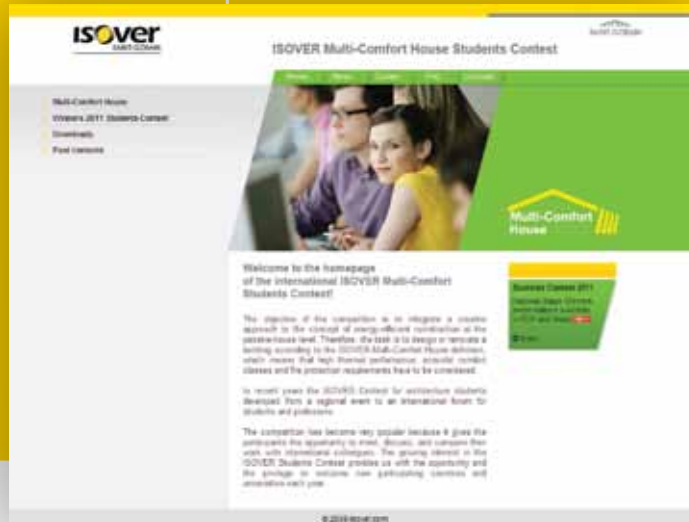 ISOVER
SAINT-GOBAIN
SAINT-GOBAIN
ISOVER Multi-Comfort House Students Contest
Multi-Comfort House
Winners 2011 Students Contest
Downloads
Past contests
Multi-Comfort
House
Welcome to the homepage
of the international ISOVER Multi-Comfort
Students Contest!
The objective of the competition is to integrate a creative
approach to the concept of energy-efficient construction at the
passive-house level. Therefore, the task is to design or renovate a
building according to the ISOVER Multi-Comfort House definition,
which means that high thermal performance, acoustic comfort
classes and fire protection requirements have to be considered.
In recent years the ISOVER Contest for architecture students
developed from a regional event to an international forum for
students and professors.
The competition has become very popular because it gives the
participants the opportunity to meet, discuss, and compare their
work with international colleagues. The growing interest in the
ISOVER Students Contest provides us with the opportunity and
the privilege to welcome new participating countries and
universities each year.
Contest 2011
isover.com